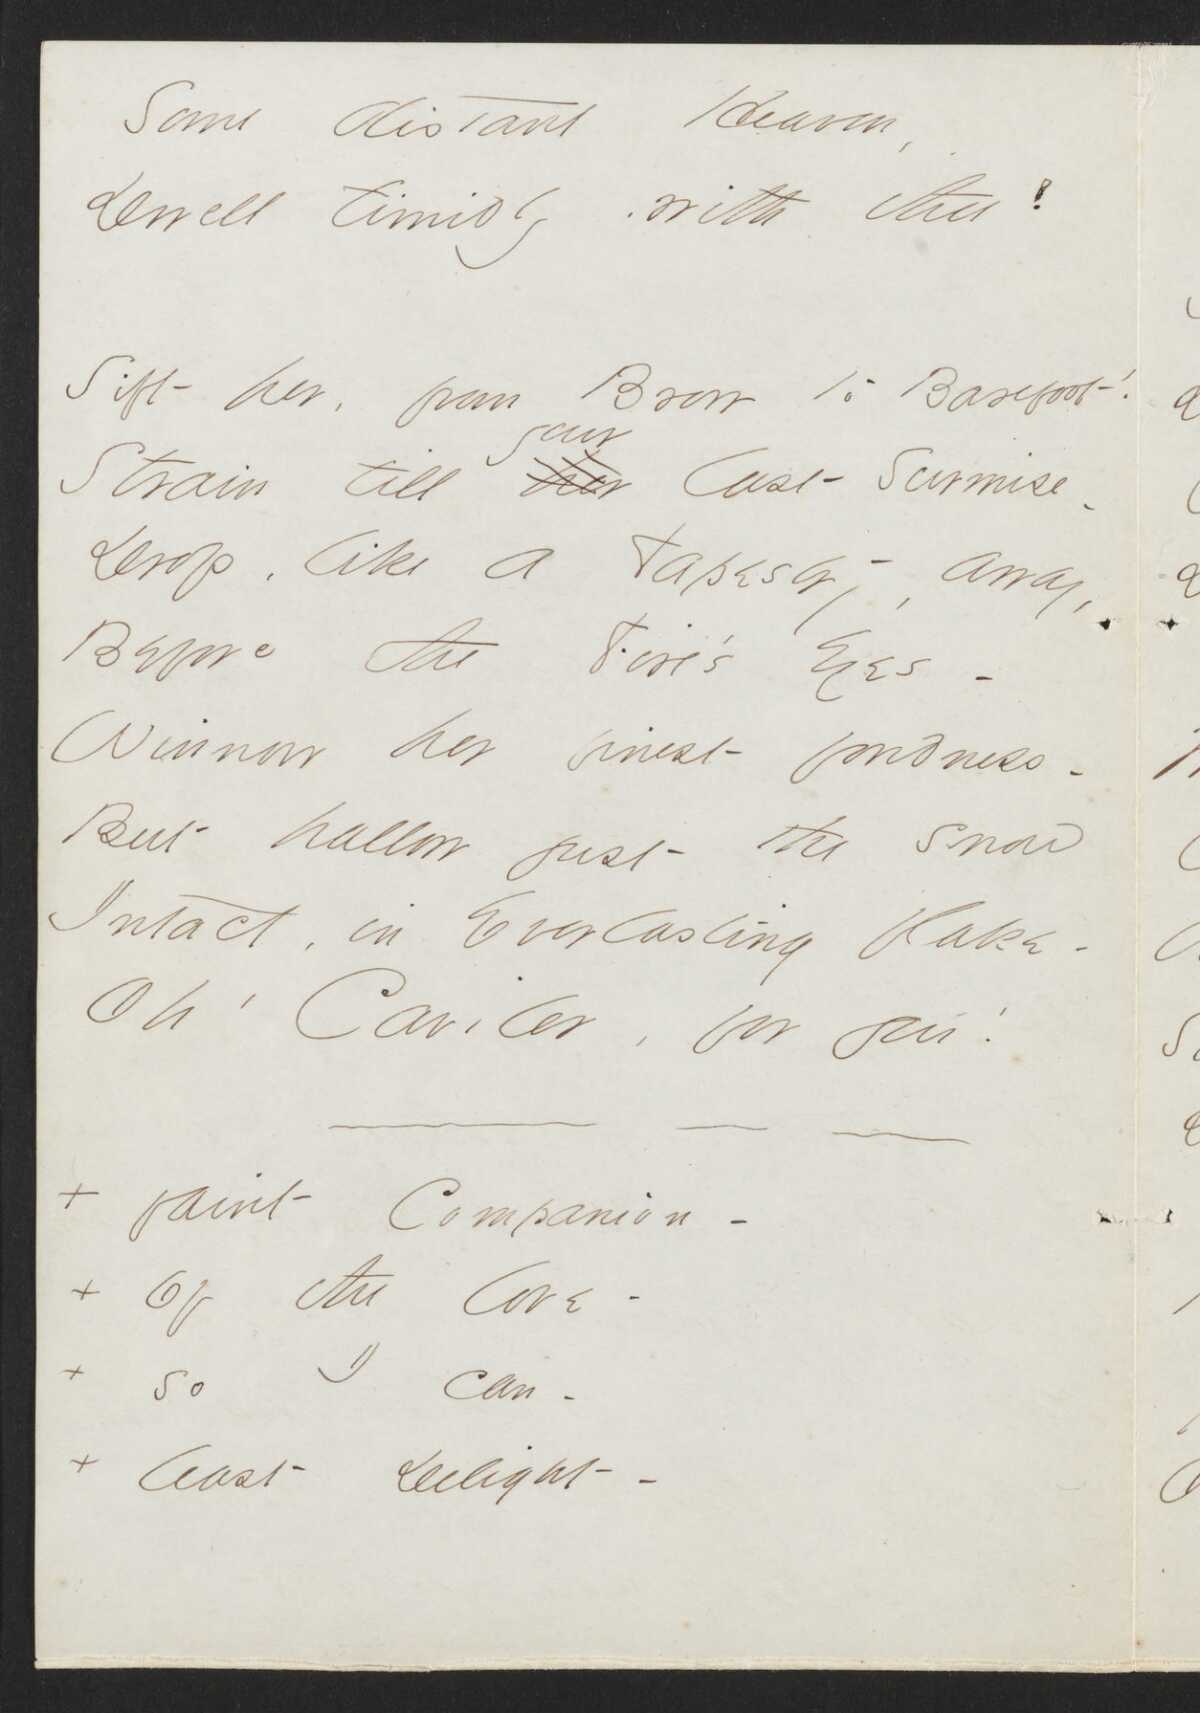 Some distant Heaven,
Dwell timidly with thee!
Sift her, from Brow to Barefoot!
your
Strain till her last Surmise -
Drop, like a Tapestry, away,
Before the Fire's Eyes -
Winnow her finest fondness -
But hallow just the snow
Intact, in Everlasting flake -
Oh! Caviler, for you!
+ faint Companion -
+ Of the love -
+ so I can -
+ least Delight -